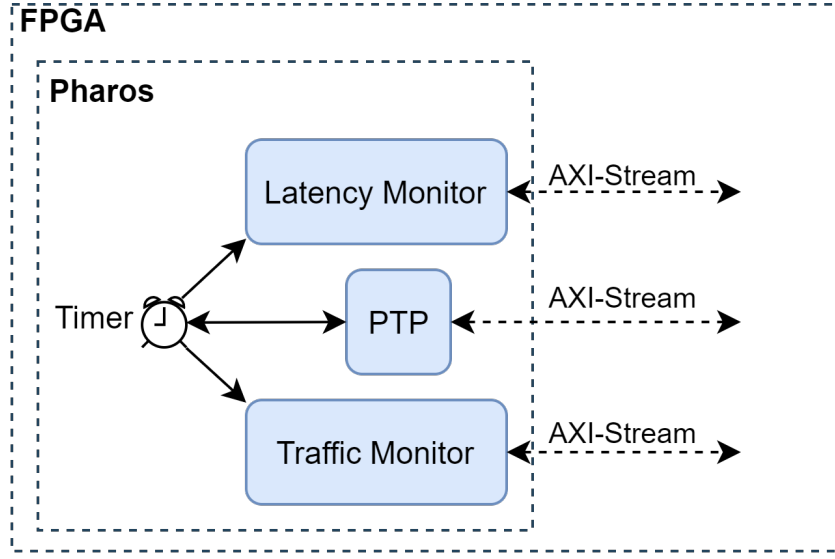 FPGA
Pharos
Latency Monitor
AXI-Stream
Timer
PTP
AXI-Stream
Traffic Monitor
AXI-Stream